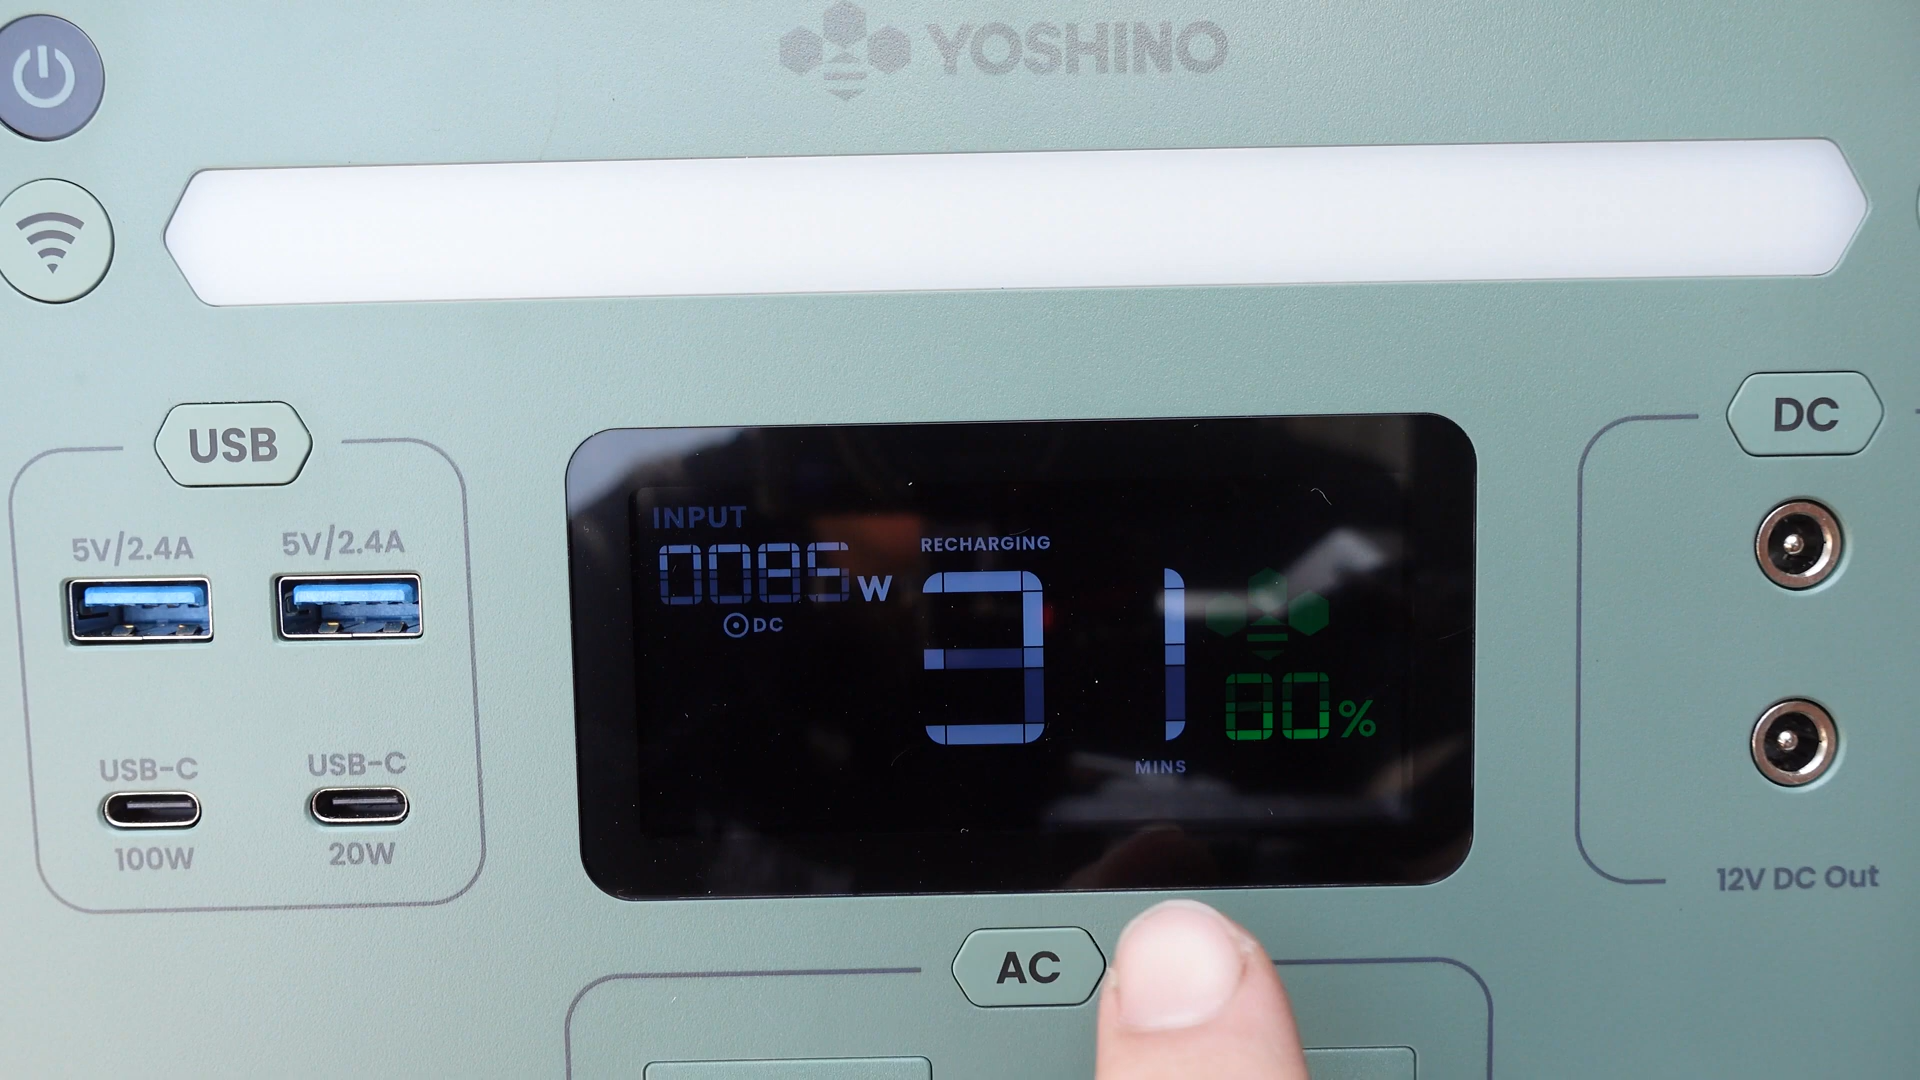 YOSHINO
USB
5V/2.4A 5V/2.4A
USB-C USB-C
100W 20W
INPUT
0085 W
DC
RECHARGING
31
MINS
80%
DC
12V DC Out
AC